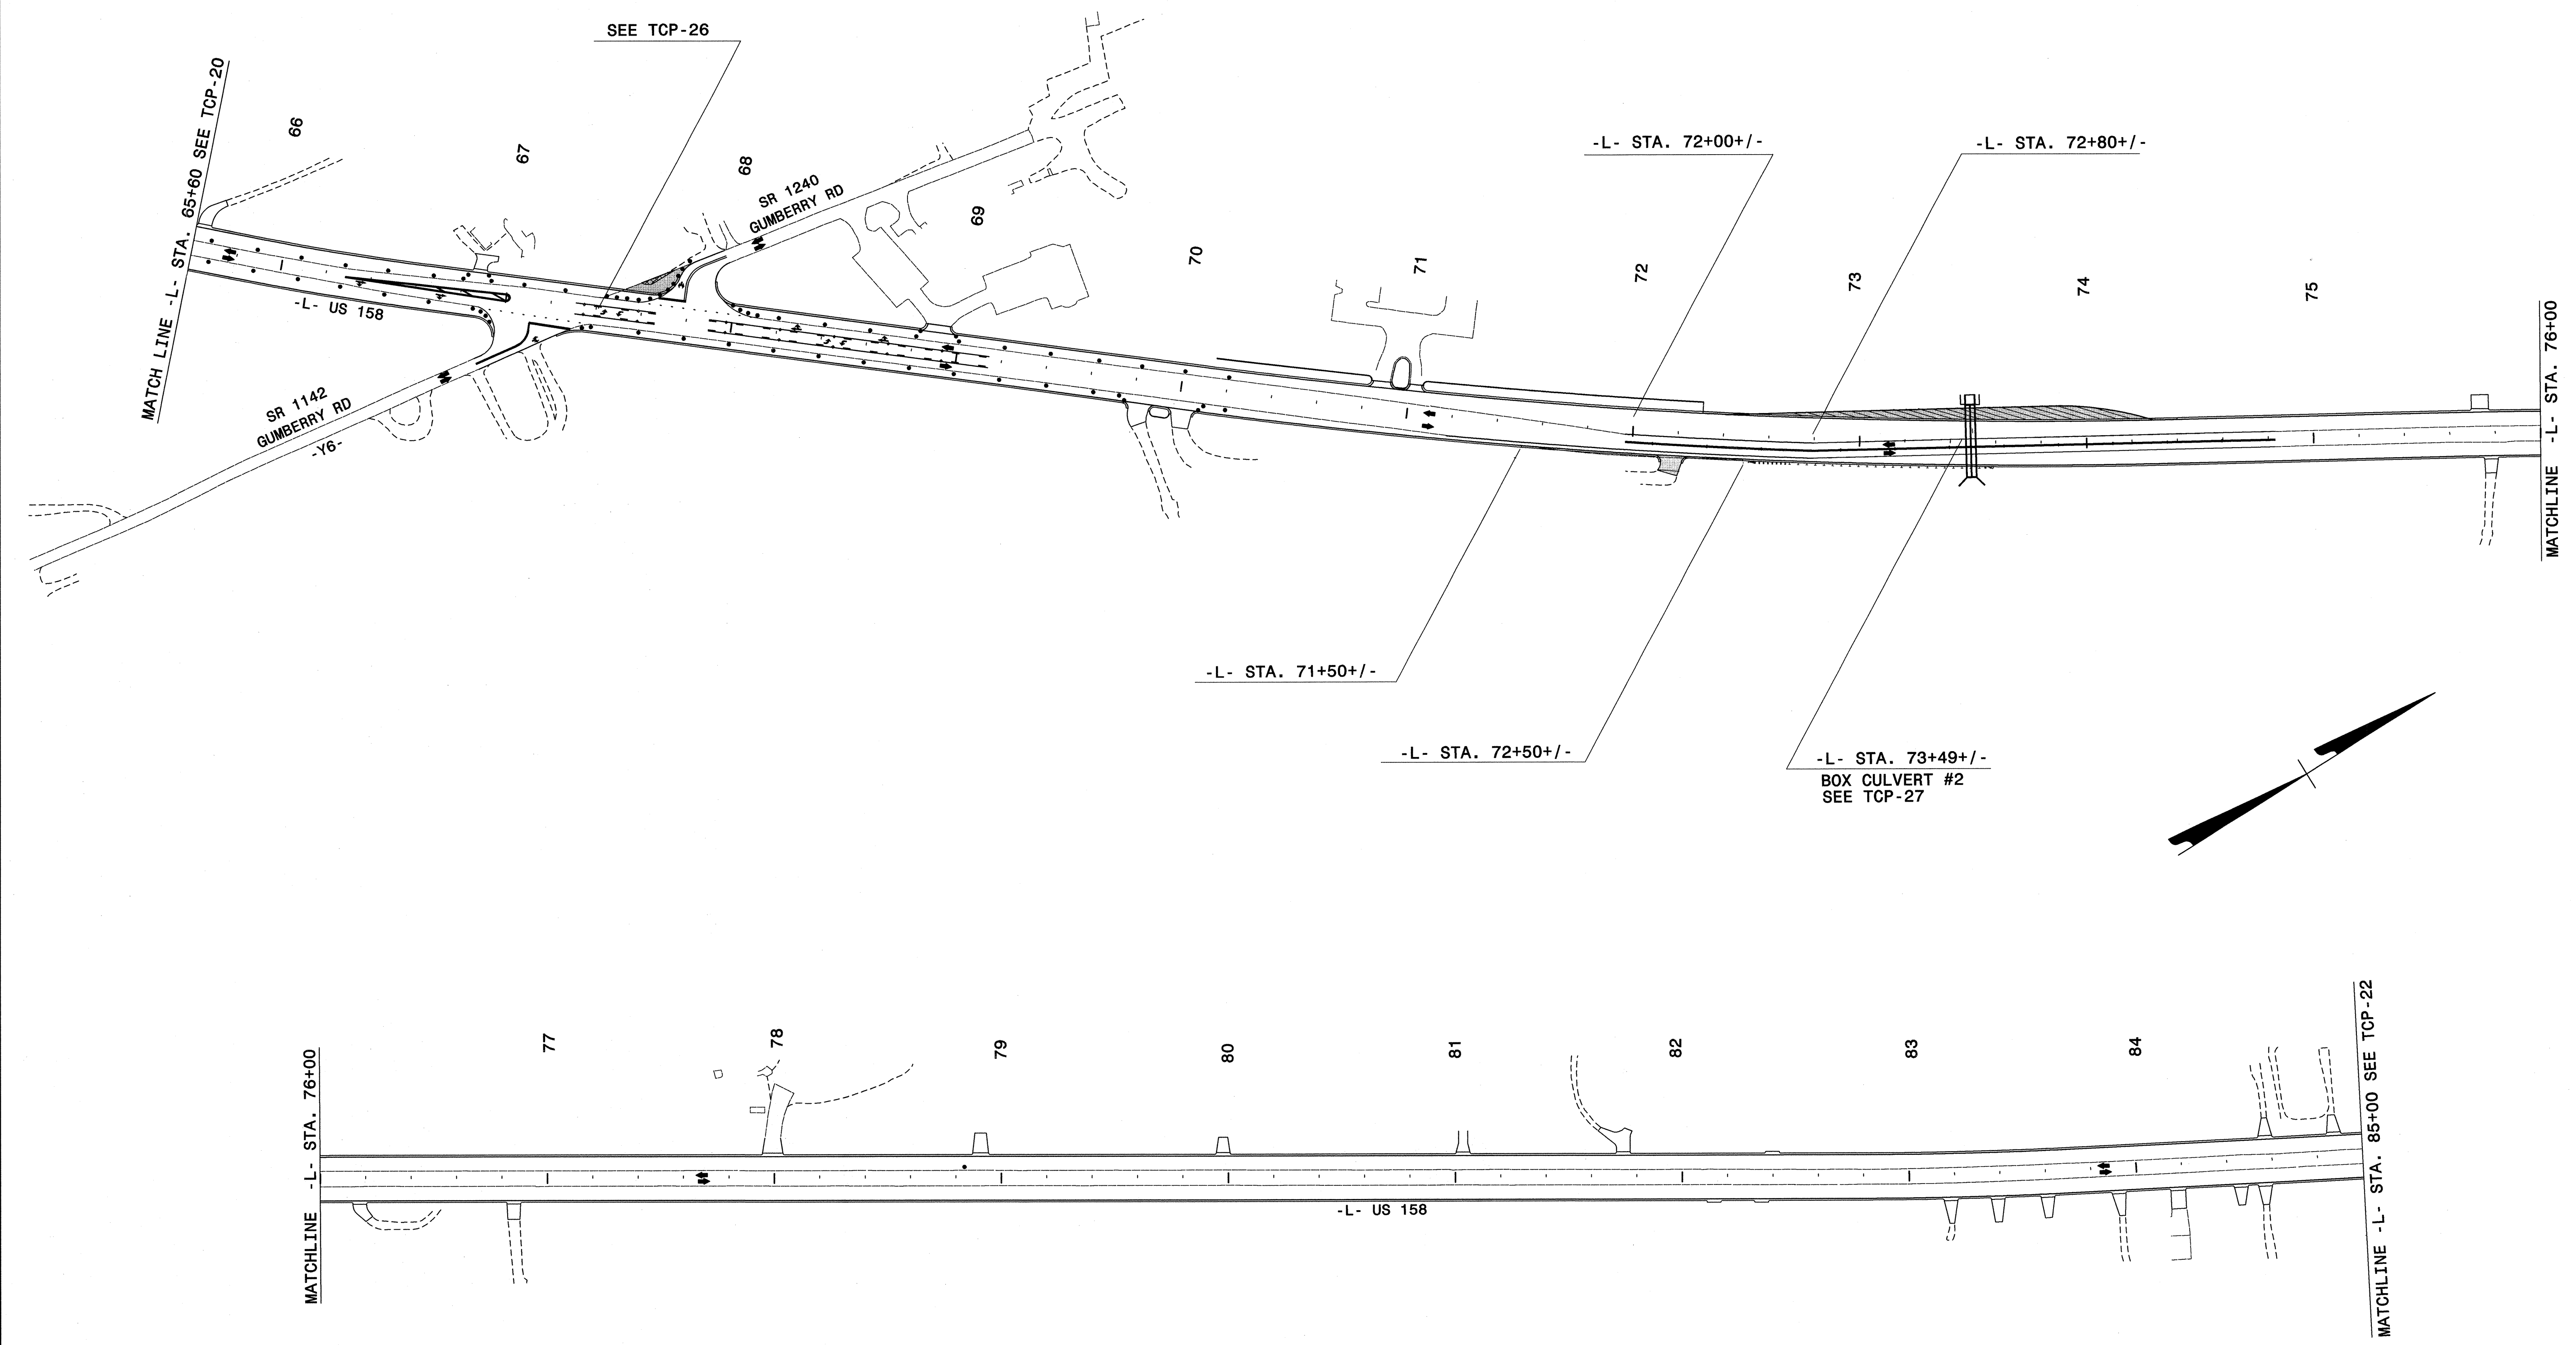 SEE TCP-26
MATCH LINE -L- STA. 65+60 SEE TCP-20
66
67
68
SR 1240
GUMBERRY RD
69
70
71
72
73
74
75
-L- STA. 72+00+/-
-L- STA. 72+80+/-
-L- US 158
SR 1142
GUMBERRY RD
-Y6-
MATCHLINE -L- STA. 76+00
-L- STA. 71+50+/-
-L- STA. 72+50+/-
-L- STA. 73+49+/-
BOX CULVERT #2
SEE TCP-27
MATCHLINE -L- STA. 76+00
77
78
79
80
81
82
83
84
-L- US 158
MATCHLINE -L- STA. 85+00 SEE TCP-22